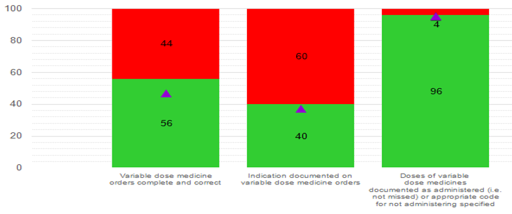 100
80
60
40
20
0
44
56
60
40
4
96
Variable dose medicine
orders complete and correct
Indication documented on
variable dose medicine orders
Doses of variable
dose medicines
documented as administered (i.e.
not missed) or appropriate code
for not administering specified